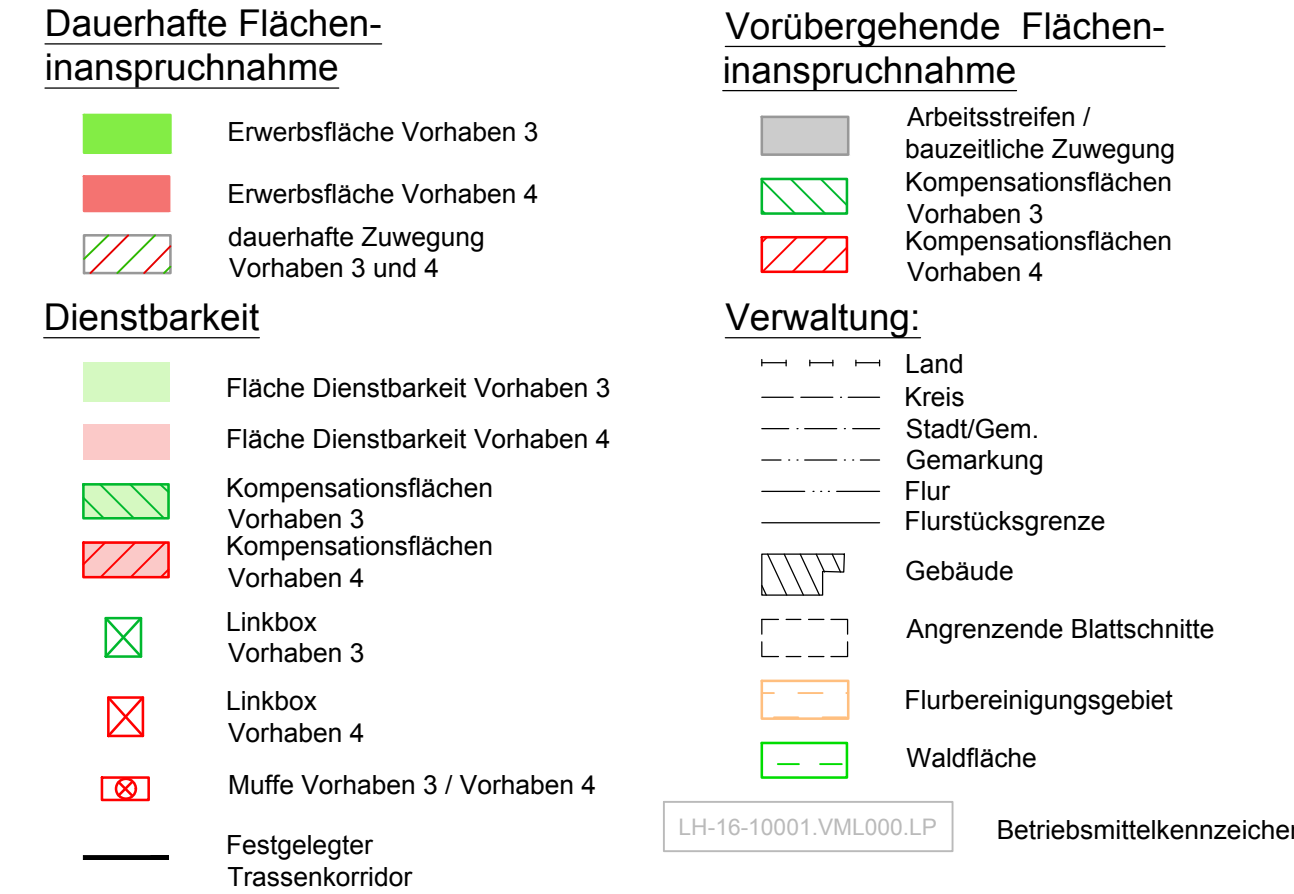 Dauerhafte Flächen-
inanspruchnahme
Erwerbsfläche Vorhaben 3
Erwerbsfläche Vorhaben 4
dauerhafte Zuwegung
Vorhaben 3 und 4
Dienstbarkeit
Fläche Dienstbarkeit Vorhaben 3
Fläche Dienstbarkeit Vorhaben 4
Kompensationsflächen
Vorhaben 3
Kompensationsflächen
Vorhaben 4
Linkbox
Vorhaben 3
Linkbox
Vorhaben 4
Muffe Vorhaben 3 / Vorhaben 4
Festgelegter
Trassenkorridor
Vorübergehende Flächen-
inanspruchnahme
Arbeitsstreifen /
bauzeitliche Zuwegung
Kompensationsflächen
Vorhaben 3
Kompensationsflächen
Vorhaben 4
Verwaltung:
Land
Kreis
Stadt/Gem.
Gemarkung
Flur
Flurstücksgrenze
Gebäude
Angrenzende Blattschnitte
Flurbereinigungsgebiet
Waldfläche
LH-16-10001.VML000.LP
Betriebsmittelkennzeichen